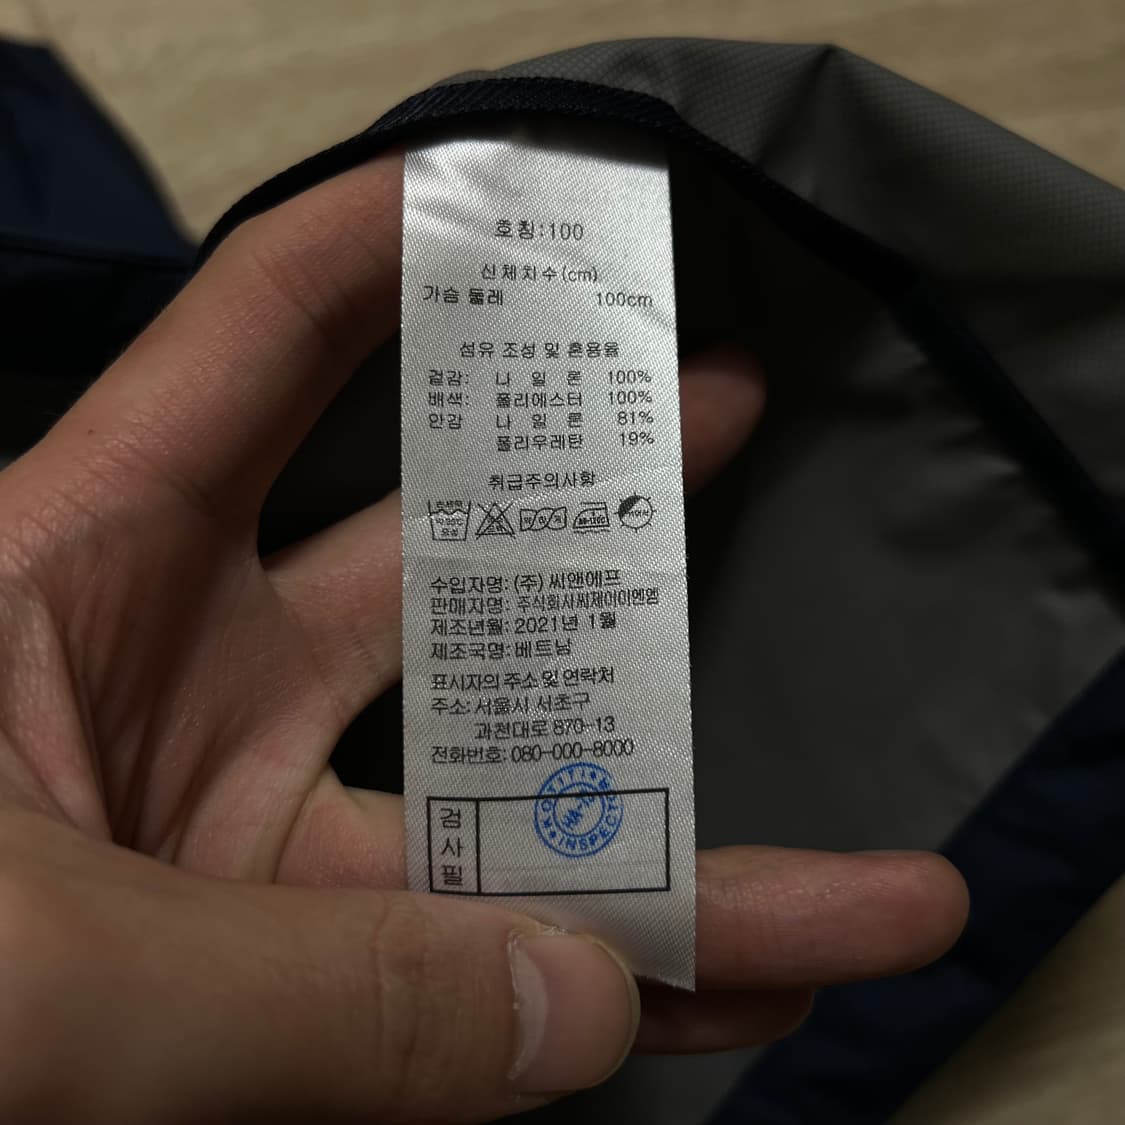 호칭:100
신체치수(cm)
가슴 둘레 100cm
섬유 조성 및 혼용율
겉감: 나 일 론 100%
배색: 폴리에스터 100%
안감 나 일 론 81%
폴리우레탄 19%
취급주의사항
약 30℃
중성
수입자명: (주) 씨앤에프
판매자명: 주식회사씨제이이엔엠
제조년월: 2021년 1월
제조국명: 베트남
표시자의 주소 및 연락처
주소: 서울시 서초구
과천대로 870-13
전화번호: 080-000-8000
검
사
필
INSPECT